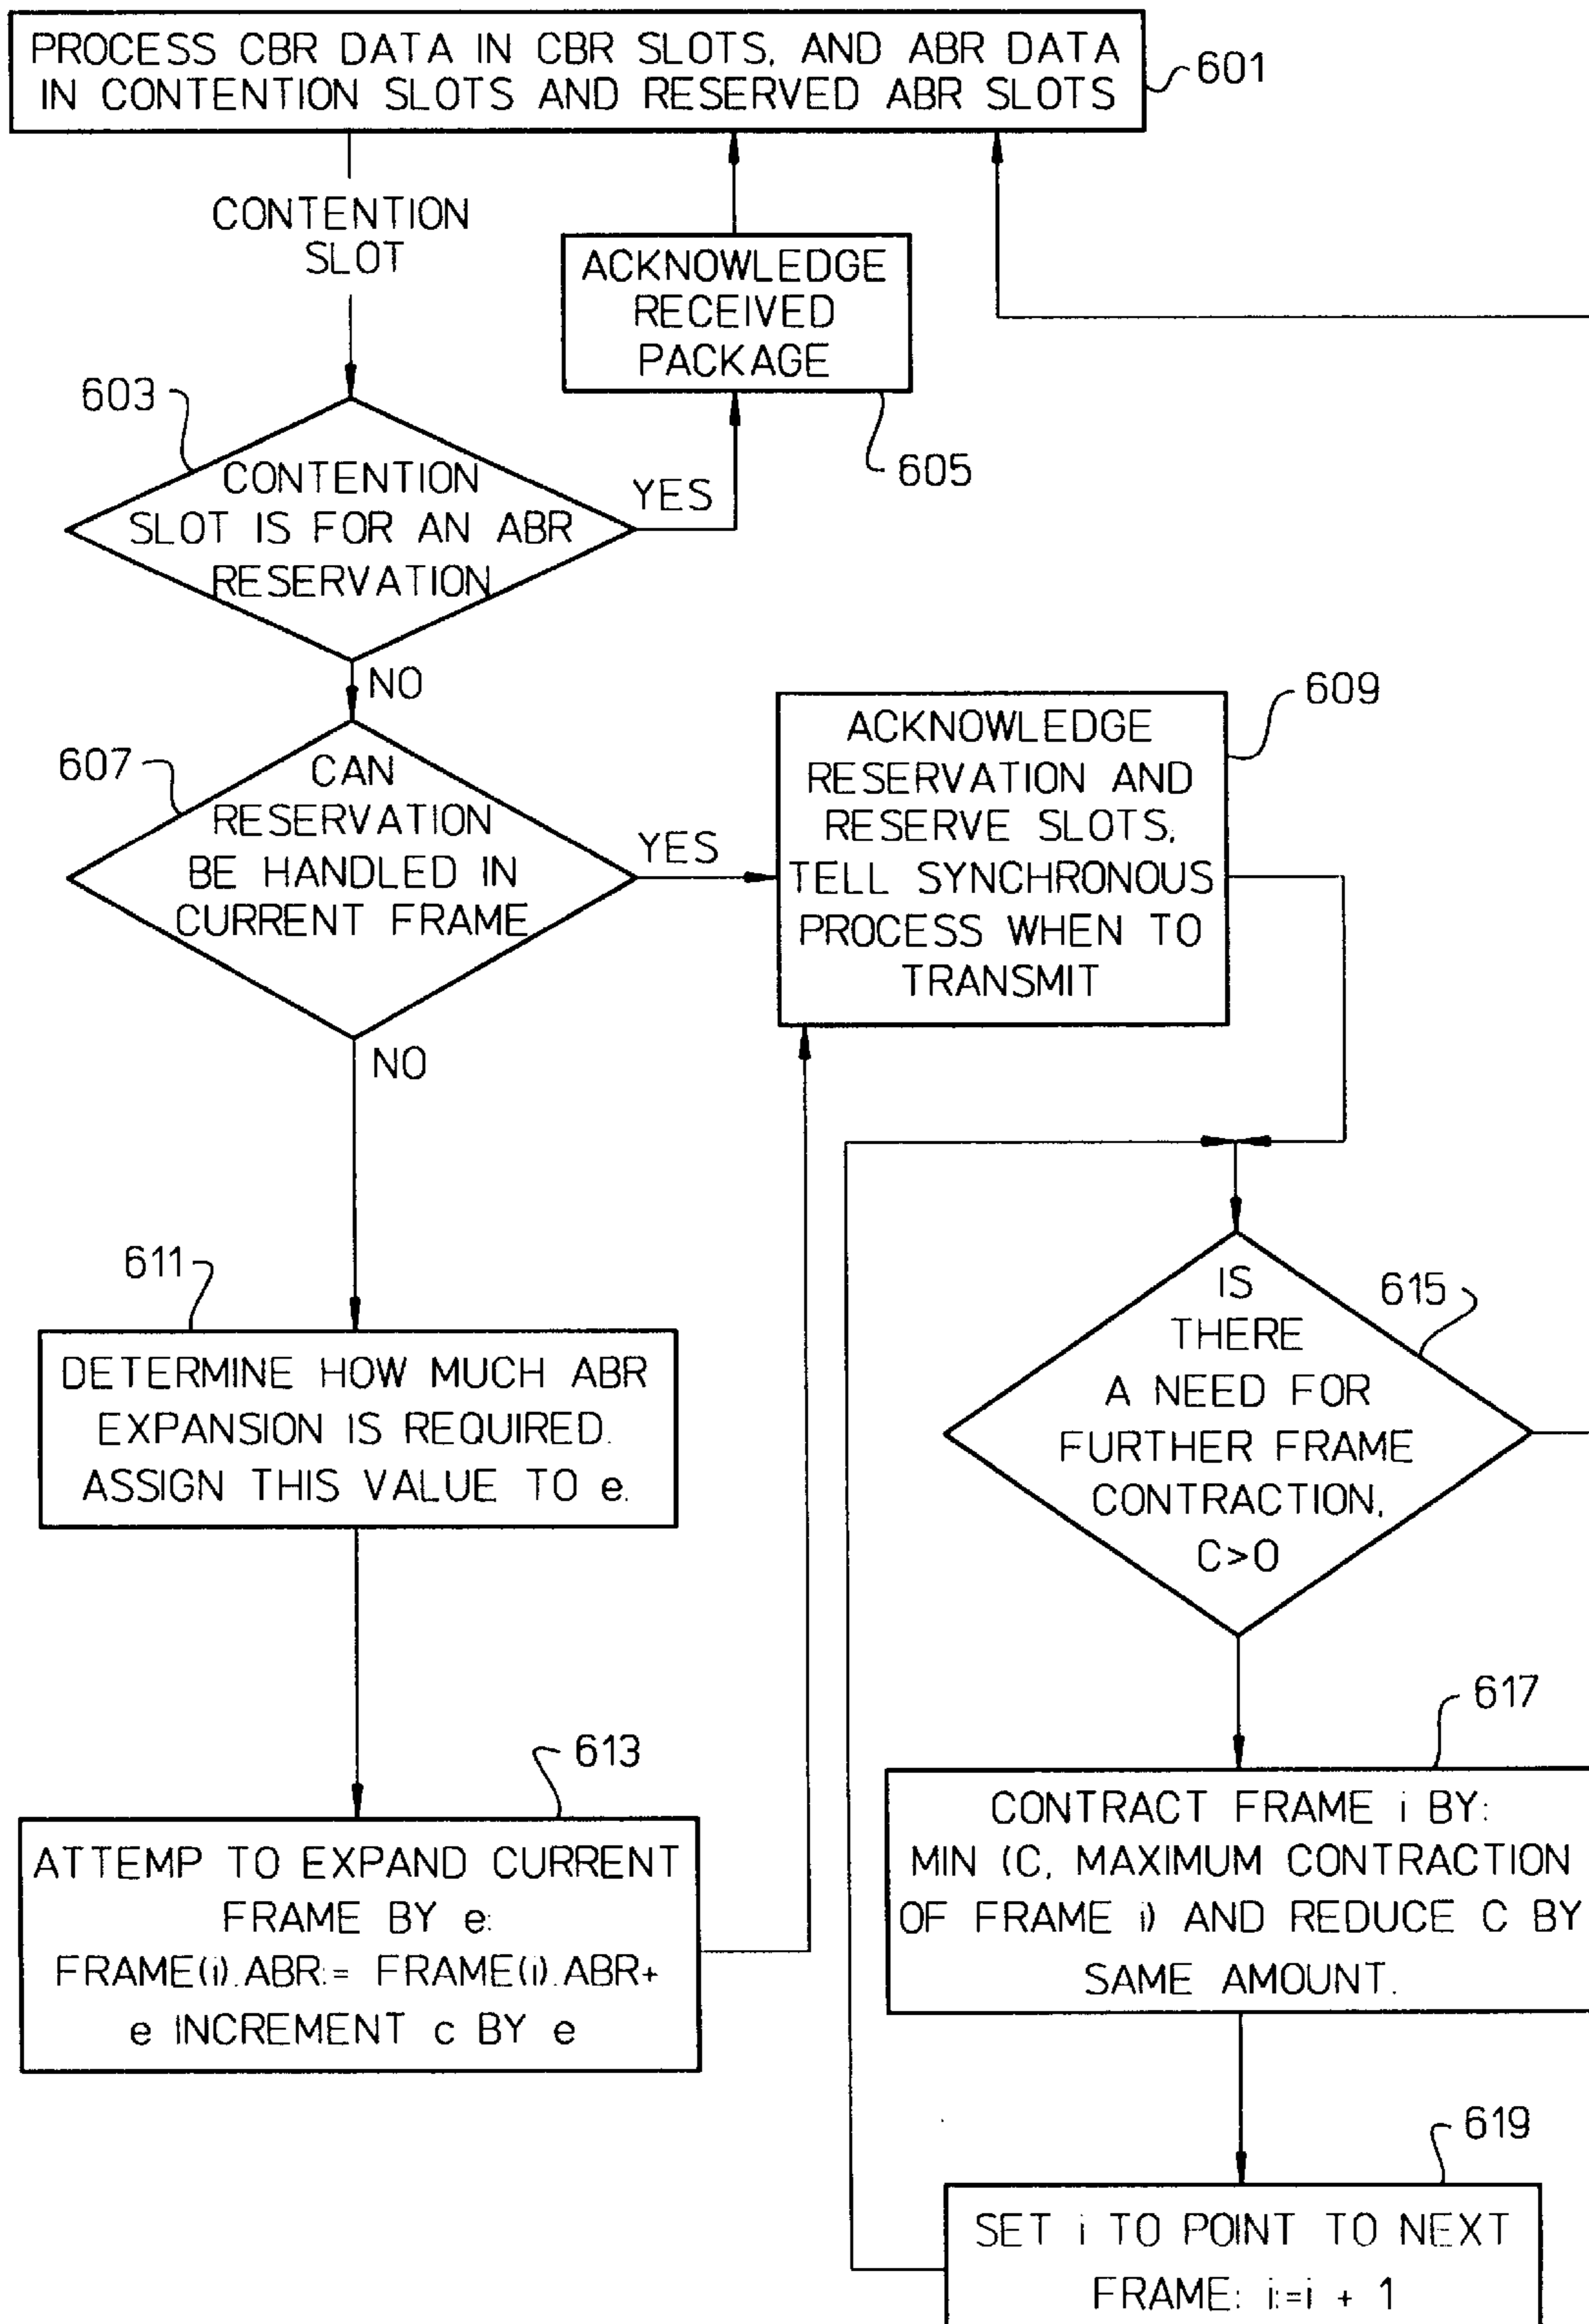 PROCESS CBR DATA IN CBR SLOTS, AND ABR DATA
IN CONTENTION SLOTS AND RESERVED ABR SLOTS
601
CONTENTION
SLOT
ACKNOWLEDGE
RECEIVED
PACKAGE
605
603
CONTENTION
SLOT IS FOR AN ABR
RESERVATION
YES
NO
607
CAN
RESERVATION
BE HANDLED IN
CURRENT FRAME
YES
NO
609
ACKNOWLEDGE
RESERVATION AND
RESERVE SLOTS,
TELL SYNCHRONOUS
PROCESS WHEN TO
TRANSMIT
611
DETERMINE HOW MUCH ABR
EXPANSION IS REQUIRED.
ASSIGN THIS VALUE TO e.
613
ATTEMP TO EXPAND CURRENT
FRAME BY e:
FRAME(i).ABR:= FRAME(i).ABR+
e INCREMENT c BY e
615
IS
THERE
A NEED FOR
FURTHER FRAME
CONTRACTION,
C>0
617
CONTRACT FRAME i BY:
MIN (C, MAXIMUM CONTRACTION
OF FRAME i) AND REDUCE C BY
SAME AMOUNT.
619
SET i TO POINT TO NEXT
FRAME: i:=i + 1